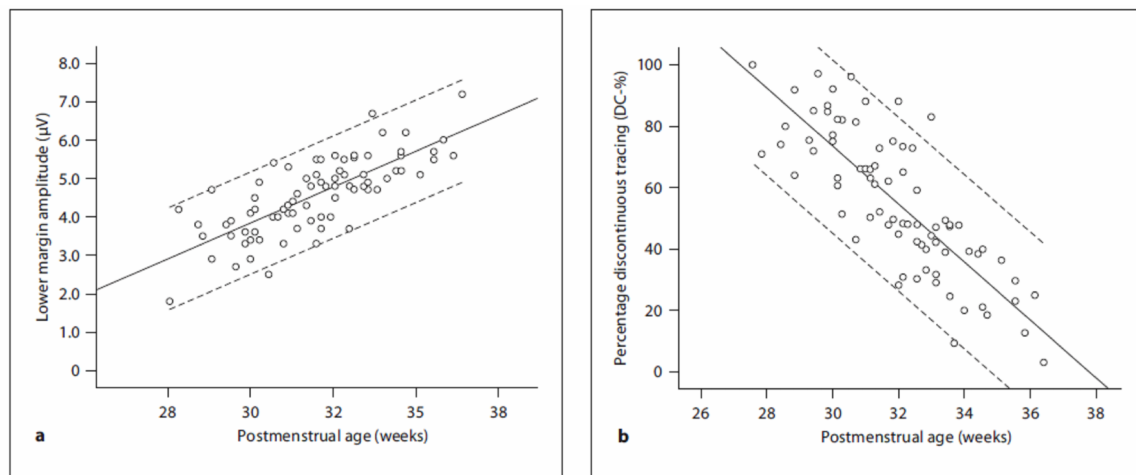 8.0
7.0
6.0
5.0
4.0
3.0
2.0
1.0
0
Lower margin amplitude (µV)
28 30 32 36 38
Postmenstrual age (weeks)
a
100
80
60
40
20
0
Percentage discontinuous tracing (DC-%)
26 28 30 32 34 36 38
Postmenstrual age (weeks)
b